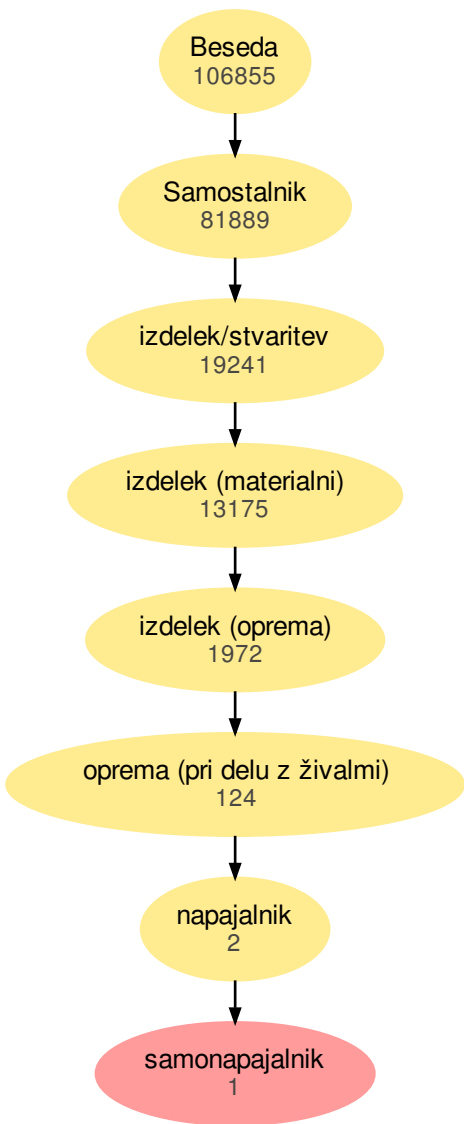 Beseda
106855
Samostalnik
81889
izdelek/stvaritev
19241
izdelek (materialni)
13175
izdelek (oprema)
1972
oprema (pri delu z živalmi)
124
napajalnik
2
samonapajalnik
1